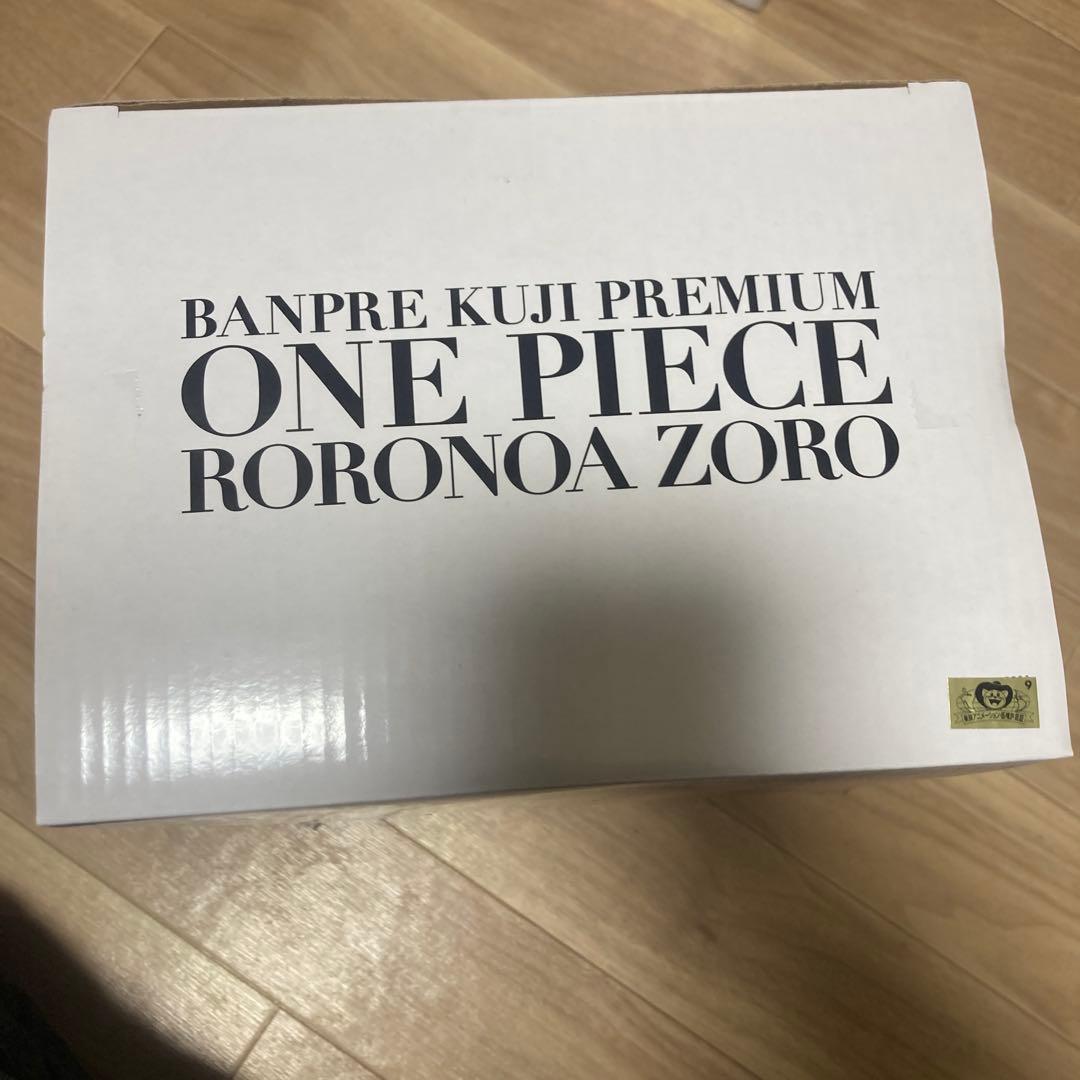 BANPRE KUJI PREMIUM
ONE PIECE
RORONOA ZORO